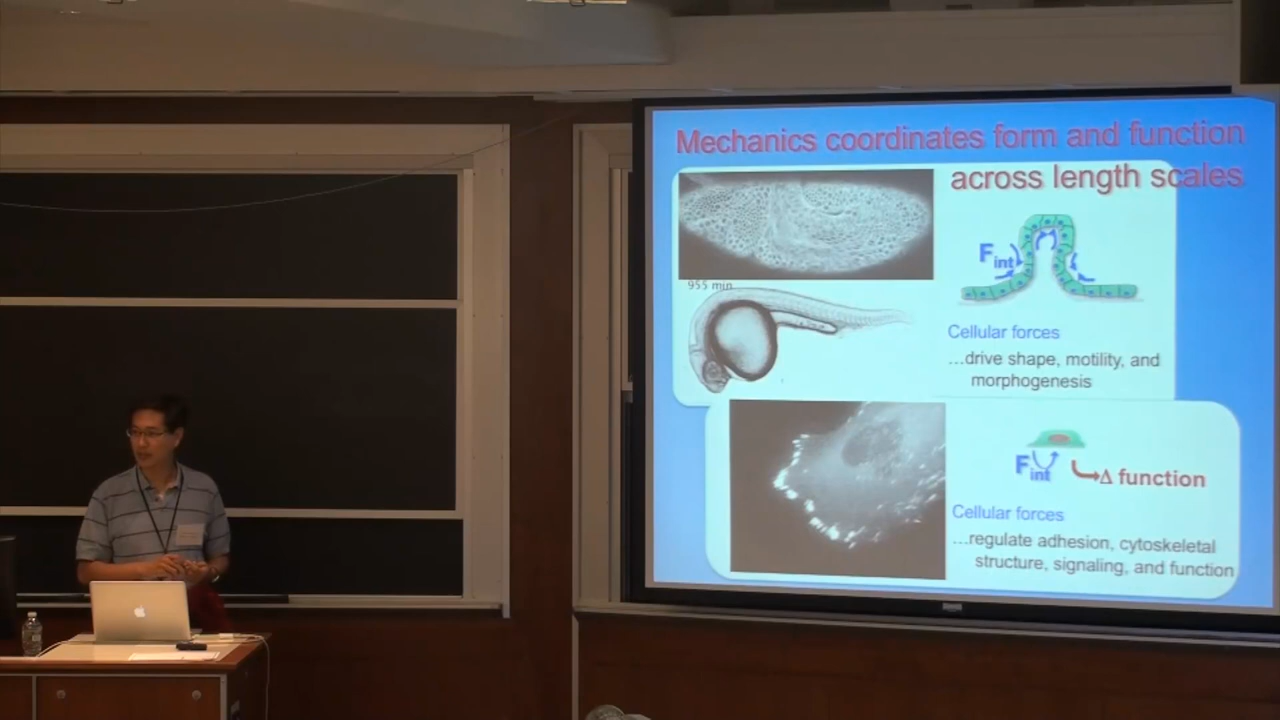 Mechanics coordinates form and function
across length scales
955 min
F int
Cellular forces
...drive shape, motility, and
morphogenesis
F int
Δ function
Cellular forces
...regulate adhesion, cytoskeletal
structure, signaling, and function